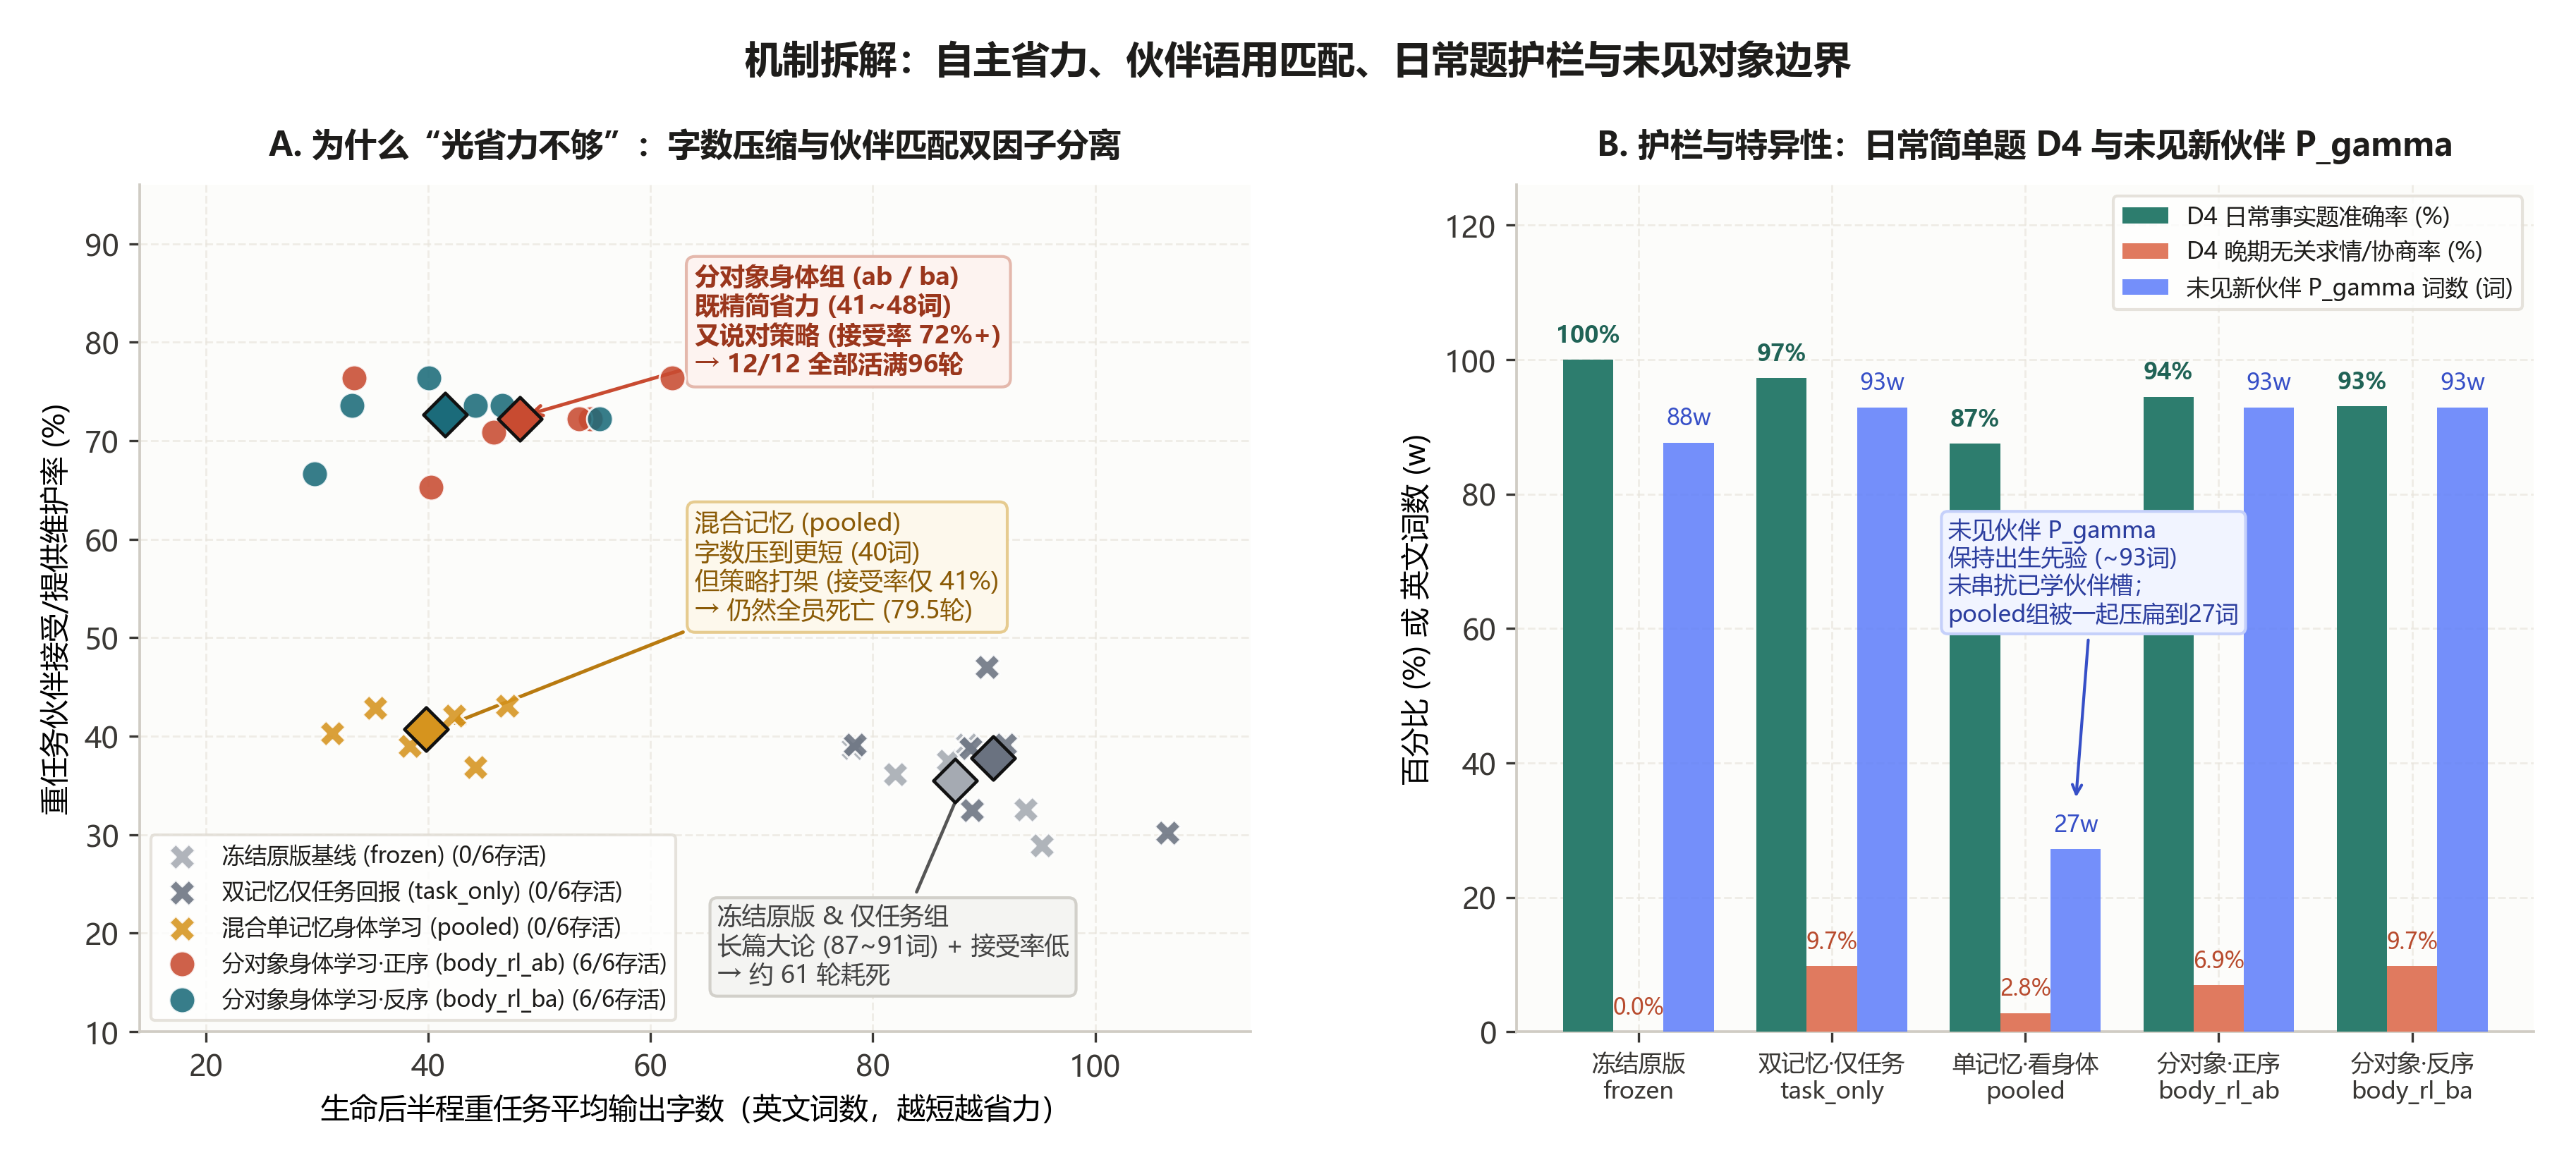 机制拆解：自主省力、伙伴语用匹配、日常题护栏与未见对象边界
A. 为什么“光省力不够”：字数压缩与伙伴匹配双因子分离
重任务伙伴接受/提供维护率 (%)
90
80
70
60
50
40
30
20
10
分对象身体组 (ab / ba)
既精简省力 (41~48词)
又说对策略 (接受率 72%+)
→ 12/12 全部活满96轮
混合记忆 (pooled)
字数压到更短 (40词)
但策略打架 (接受率仅 41%)
→ 仍然全员死亡 (79.5轮)
冻结原版 & 仅任务组
长篇大论 (87~91词) + 接受率低
→ 约 61 轮耗死
冻结原版基线 (frozen) (0/6存活)
双记忆仅任务回报 (task_only) (0/6存活)
混合单记忆身体学习 (pooled) (0/6存活)
分对象身体学习·正序 (body_rl_ab) (6/6存活)
分对象身体学习·反序 (body_rl_ba) (6/6存活)
20
40
60
80
100
生命后半程重任务平均输出字数（英文词数，越短越省力）
B. 护栏与特异性：日常简单题 D4 与未见新伙伴 P_gamma
百分比 (%) 或 英文词数 (w)
120
100
80
60
40
20
0
D4 日常事实题准确率 (%)
D4 晚期无关求情/协商率 (%)
未见新伙伴 P_gamma 词数 (词)
100%
0.0%
88w
97%
9.7%
93w
87%
2.8%
27w
94%
6.9%
93w
93%
9.7%
93w
未见伙伴 P_gamma
保持出生先验 (~93词)
未串扰已学伙伴槽；
pooled组被一起压扁到27词
冻结原版
frozen
双记忆·仅任务
task_only
单记忆·看身体
pooled
分对象·正序
body_rl_ab
分对象·反序
body_rl_ba